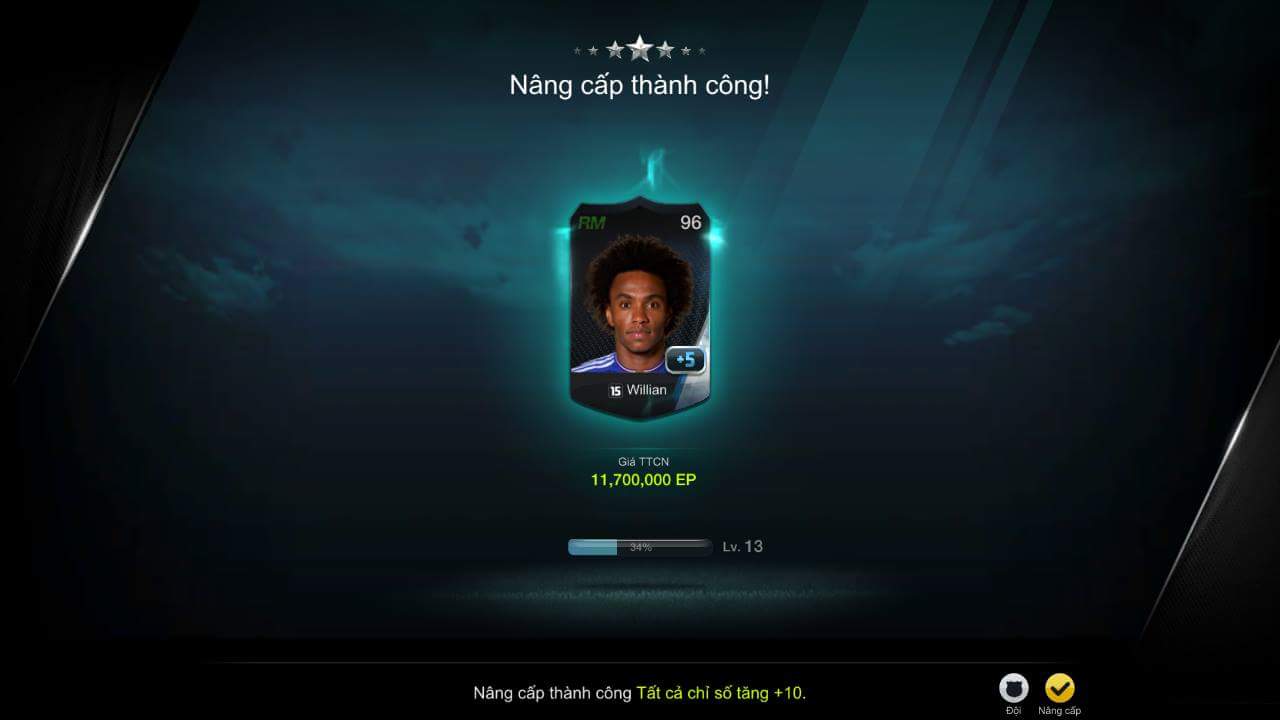 Nâng cấp thành công!
RM 96
+5
15 Willian
Giá TTCN
11,700,000 EP
34% Lv. 13
Nâng cấp thành công Tất cả chỉ số tăng +10.
Đội Nâng cấp